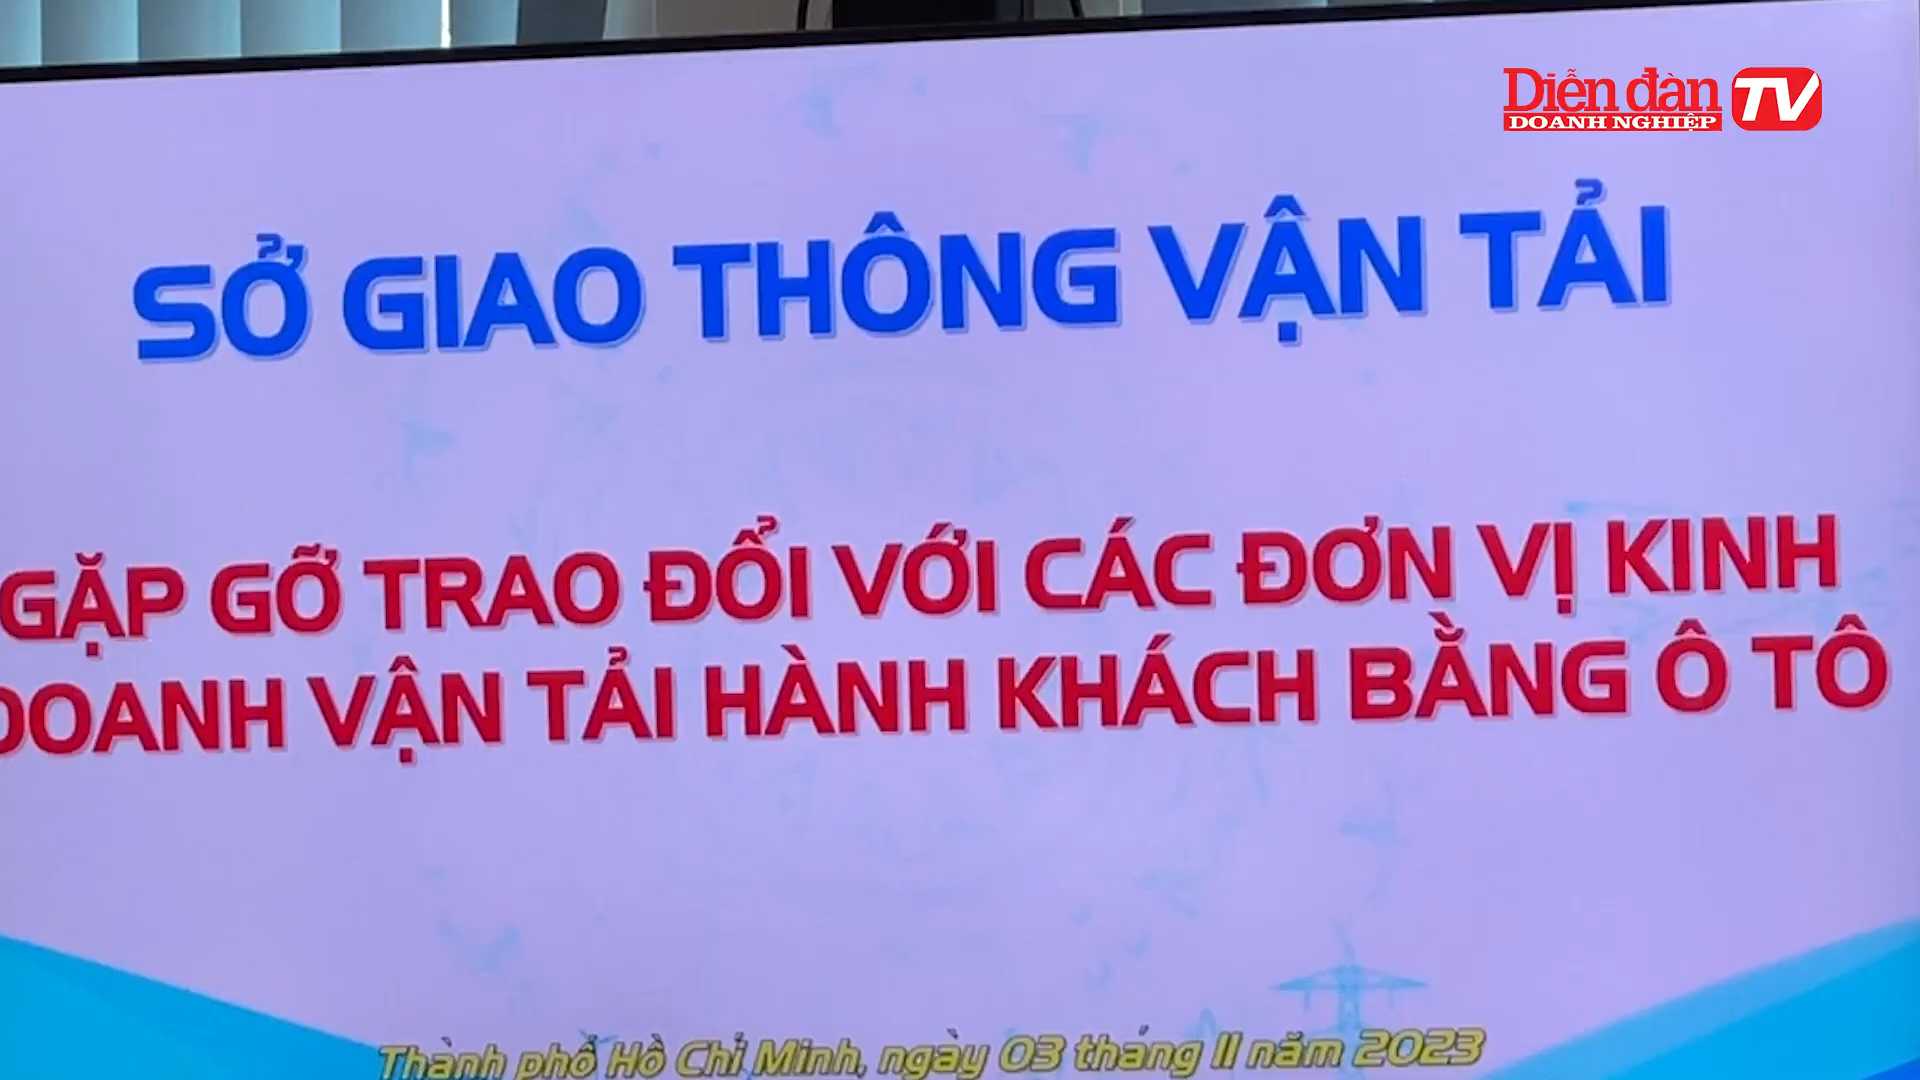 Diễn đàn TV
DOANH NGHIỆP
SỞ GIAO THÔNG VẬN TẢI
GẶP GỠ TRAO ĐỔI VỚI CÁC ĐƠN VỊ KINH
DOANH VẬN TẢI HÀNH KHÁCH BẰNG Ô TÔ
Thành phố Hồ Chí Minh, ngày 03 tháng 11 năm 2023